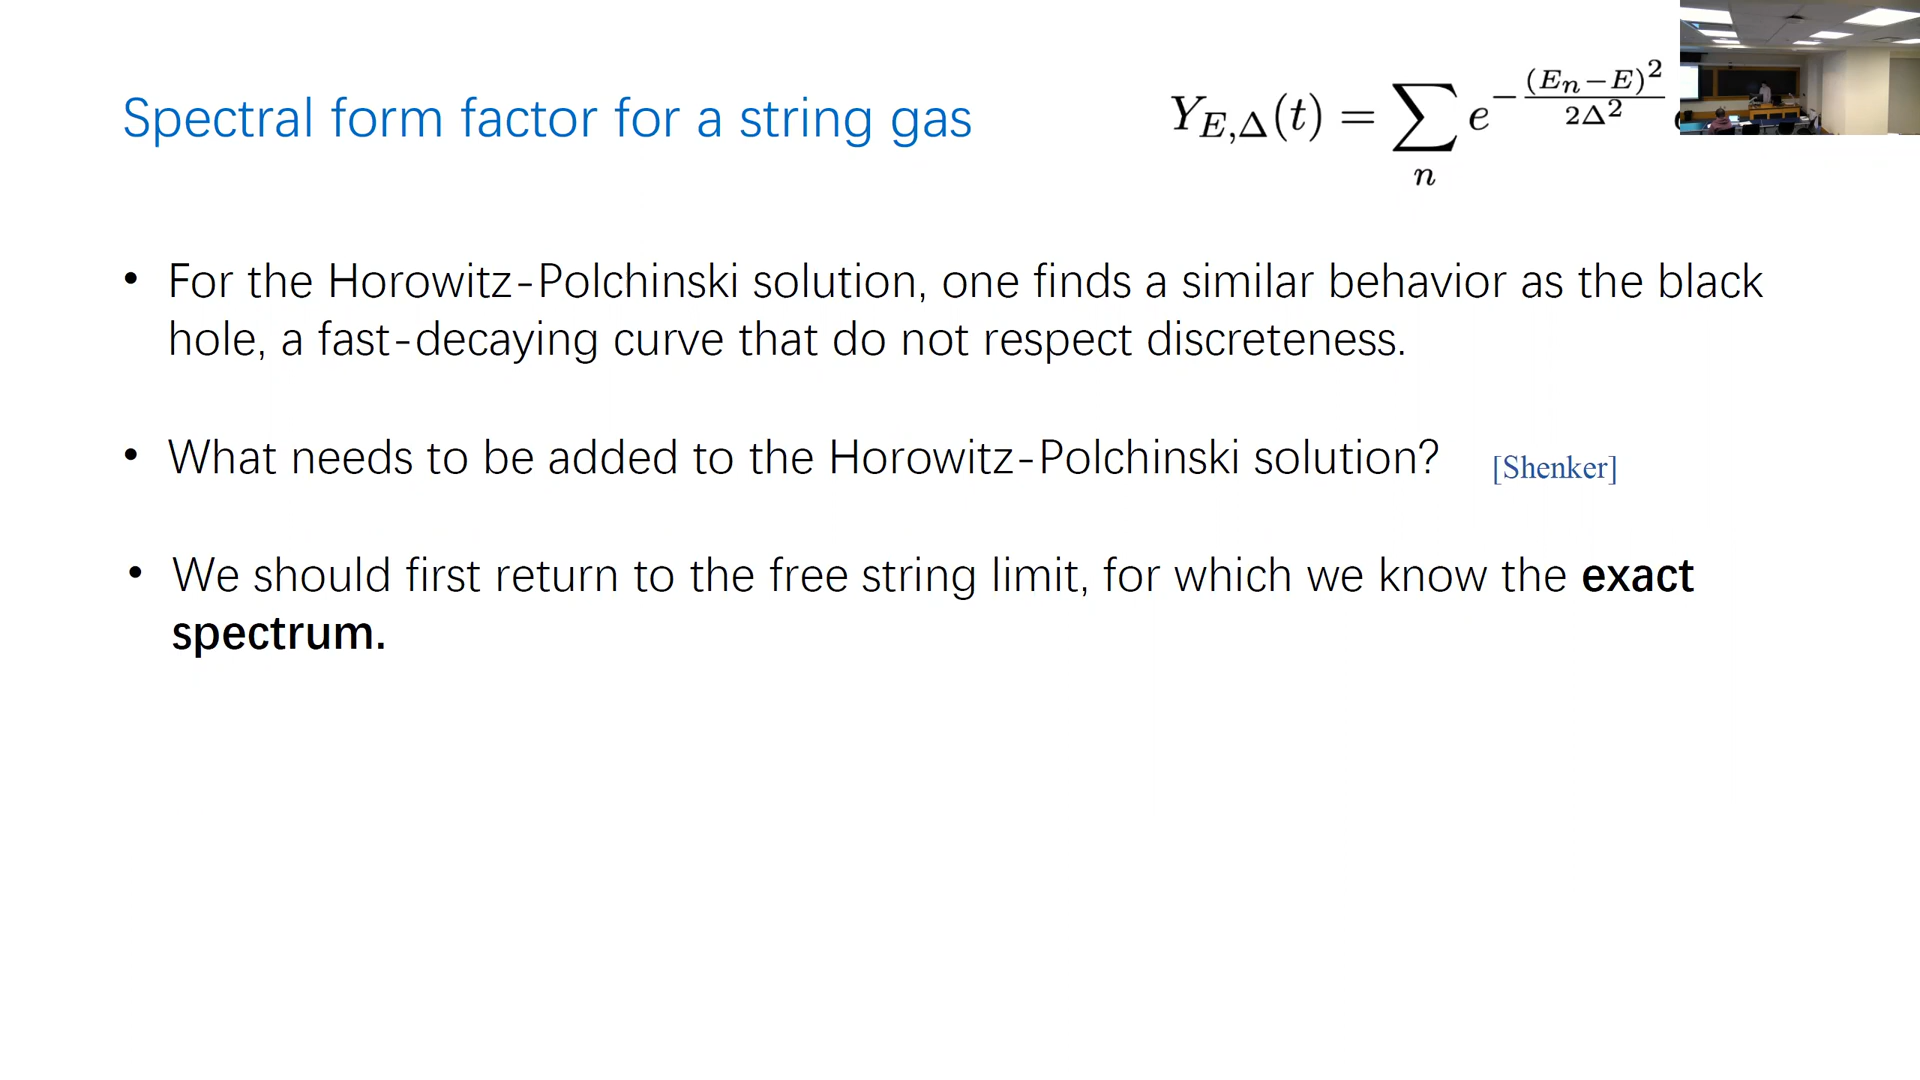 Spectral form factor for a string gas
Y_{E,Δ}(t) = \sum_n e^{-\frac{(E_n-E)^2}{2Δ^2}}
• For the Horowitz-Polchinski solution, one finds a similar behavior as the black
hole, a fast-decaying curve that do not respect discreteness.
• What needs to be added to the Horowitz-Polchinski solution? [Shenker]
• We should first return to the free string limit, for which we know the exact
spectrum.